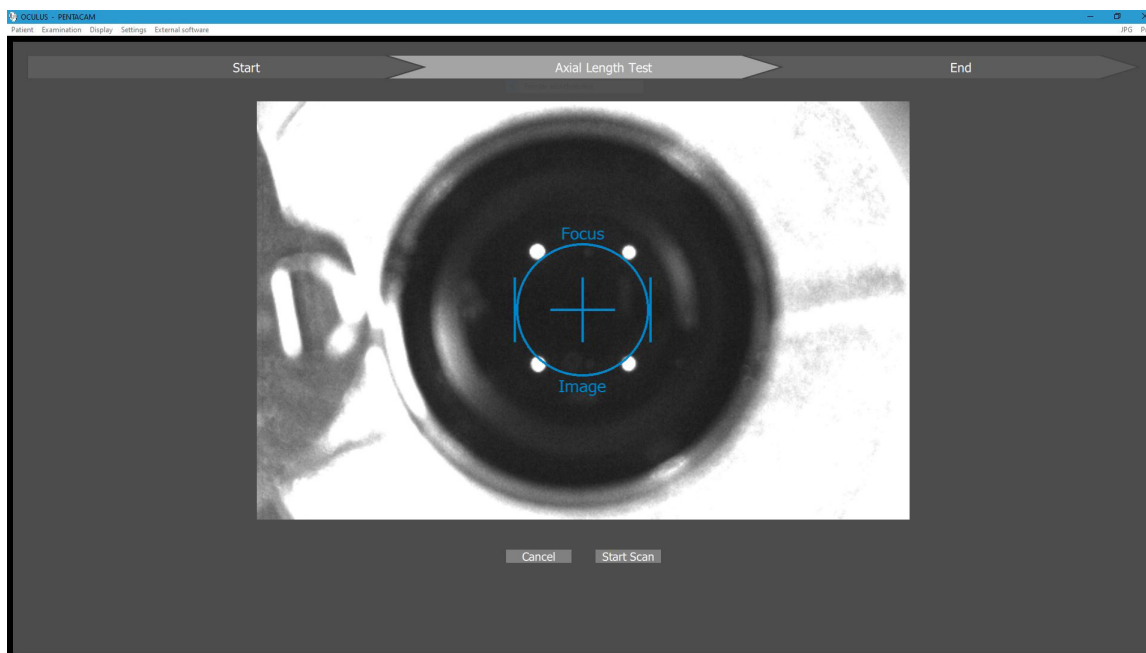 OCULUS - PENTACAM
Patient Examination Display Settings External software JPG
Start Axial Length Test End
Focus
Image
Cancel Start Scan